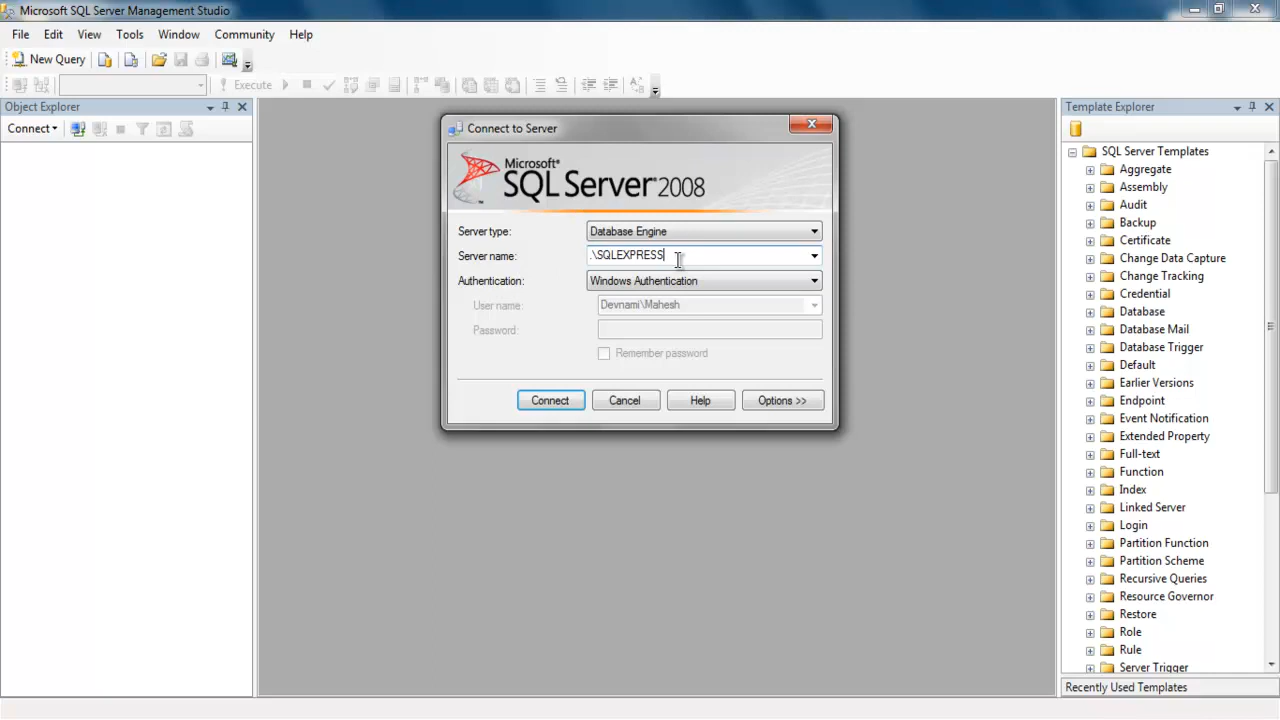 Microsoft SQL Server Management Studio
File Edit View Tools Window Community Help
New Query
Execute
Object Explorer
Connect
Connect to Server
Microsoft®
SQL Server® 2008
Server type: Database Engine
Server name: .\SQLEXPRESS
Authentication: Windows Authentication
User name: Devnami\Mahesh
Password:
Remember password
Connect Cancel Help Options >>
Template Explorer
SQL Server Templates
Aggregate
Assembly
Audit
Backup
Certificate
Change Data Capture
Change Tracking
Credential
Database
Database Mail
Database Trigger
Default
Earlier Versions
Endpoint
Event Notification
Extended Property
Full-text
Function
Index
Linked Server
Login
Partition Function
Partition Scheme
Recursive Queries
Resource Governor
Restore
Role
Rule
Server Trigger
Recently Used Templates